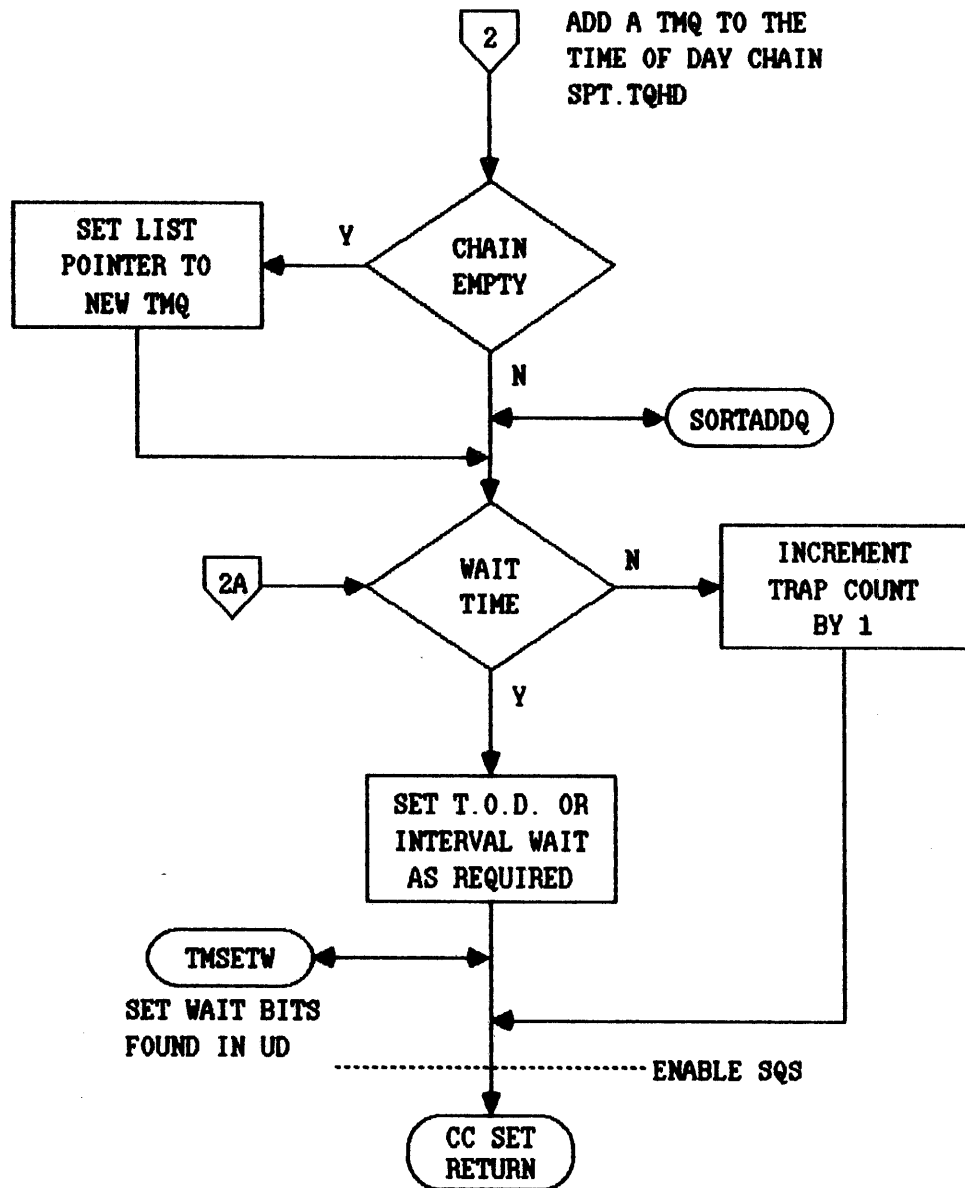 2
ADD A TMQ TO THE
TIME OF DAY CHAIN
SPT.TQHD
CHAIN
EMPTY
Y
SET LIST
POINTER TO
NEW TMQ
N
SORTADDQ
2A
WAIT
TIME
N
INCREMENT
TRAP COUNT
BY 1
Y
SET T.O.D. OR
INTERVAL WAIT
AS REQUIRED
TMSETW
SET WAIT BITS
FOUND IN UD
ENABLE SQS
CC SET
RETURN